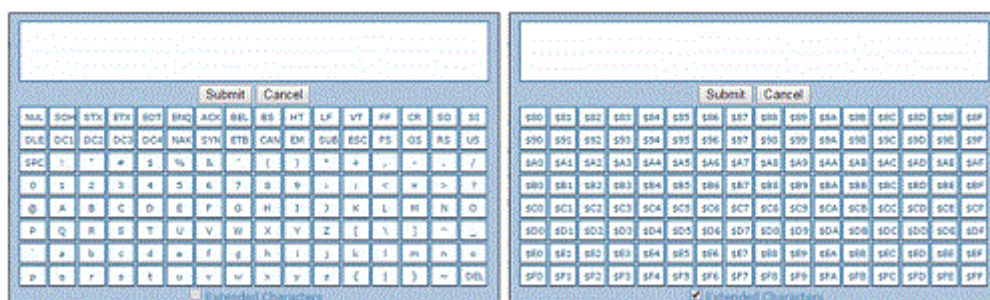 Submit Cancel
NUL SOH STX ETX EOT ENQ ACK BEL BS HT LF VT FF CR SO SI
DLE DC1 DC2 DC3 DC4 NAK SYN ETB CAN EM SUB ESC FS GS RS US
SPC ! " # $ % & ' ( ) * + , - . /
0 1 2 3 4 5 6 7 8 9 : ; < = > ?
@ A B C D E F G H I J K L M N O
P Q R S T U V W X Y Z [ \ ] ^ _
` a b c d e f g h i j k l m n o
p q r s t u v w x y z { | } ~ DEL
Extended Characters
Submit Cancel
$80 $81 $82 $83 $84 $85 $86 $87 $88 $89 $8A $8B $8C $8D $8E $8F
$90 $91 $92 $93 $94 $95 $96 $97 $98 $99 $9A $9B $9C $9D $9E $9F
$A0 $A1 $A2 $A3 $A4 $A5 $A6 $A7 $A8 $A9 $AA $AB $AC $AD $AE $AF
$B0 $B1 $B2 $B3 $B4 $B5 $B6 $B7 $B8 $B9 $BA $BB $BC $BD $BE $BF
$C0 $C1 $C2 $C3 $C4 $C5 $C6 $C7 $C8 $C9 $CA $CB $CC $CD $CE $CF
$D0 $D1 $D2 $D3 $D4 $D5 $D6 $D7 $D8 $D9 $DA $DB $DC $DD $DE $DF
$E0 $E1 $E2 $E3 $E4 $E5 $E6 $E7 $E8 $E9 $EA $EB $EC $ED $EE $EF
$F0 $F1 $F2 $F3 $F4 $F5 $F6 $F7 $F8 $F9 $FA $FB $FC $FD $FE $FF
Extended Characters